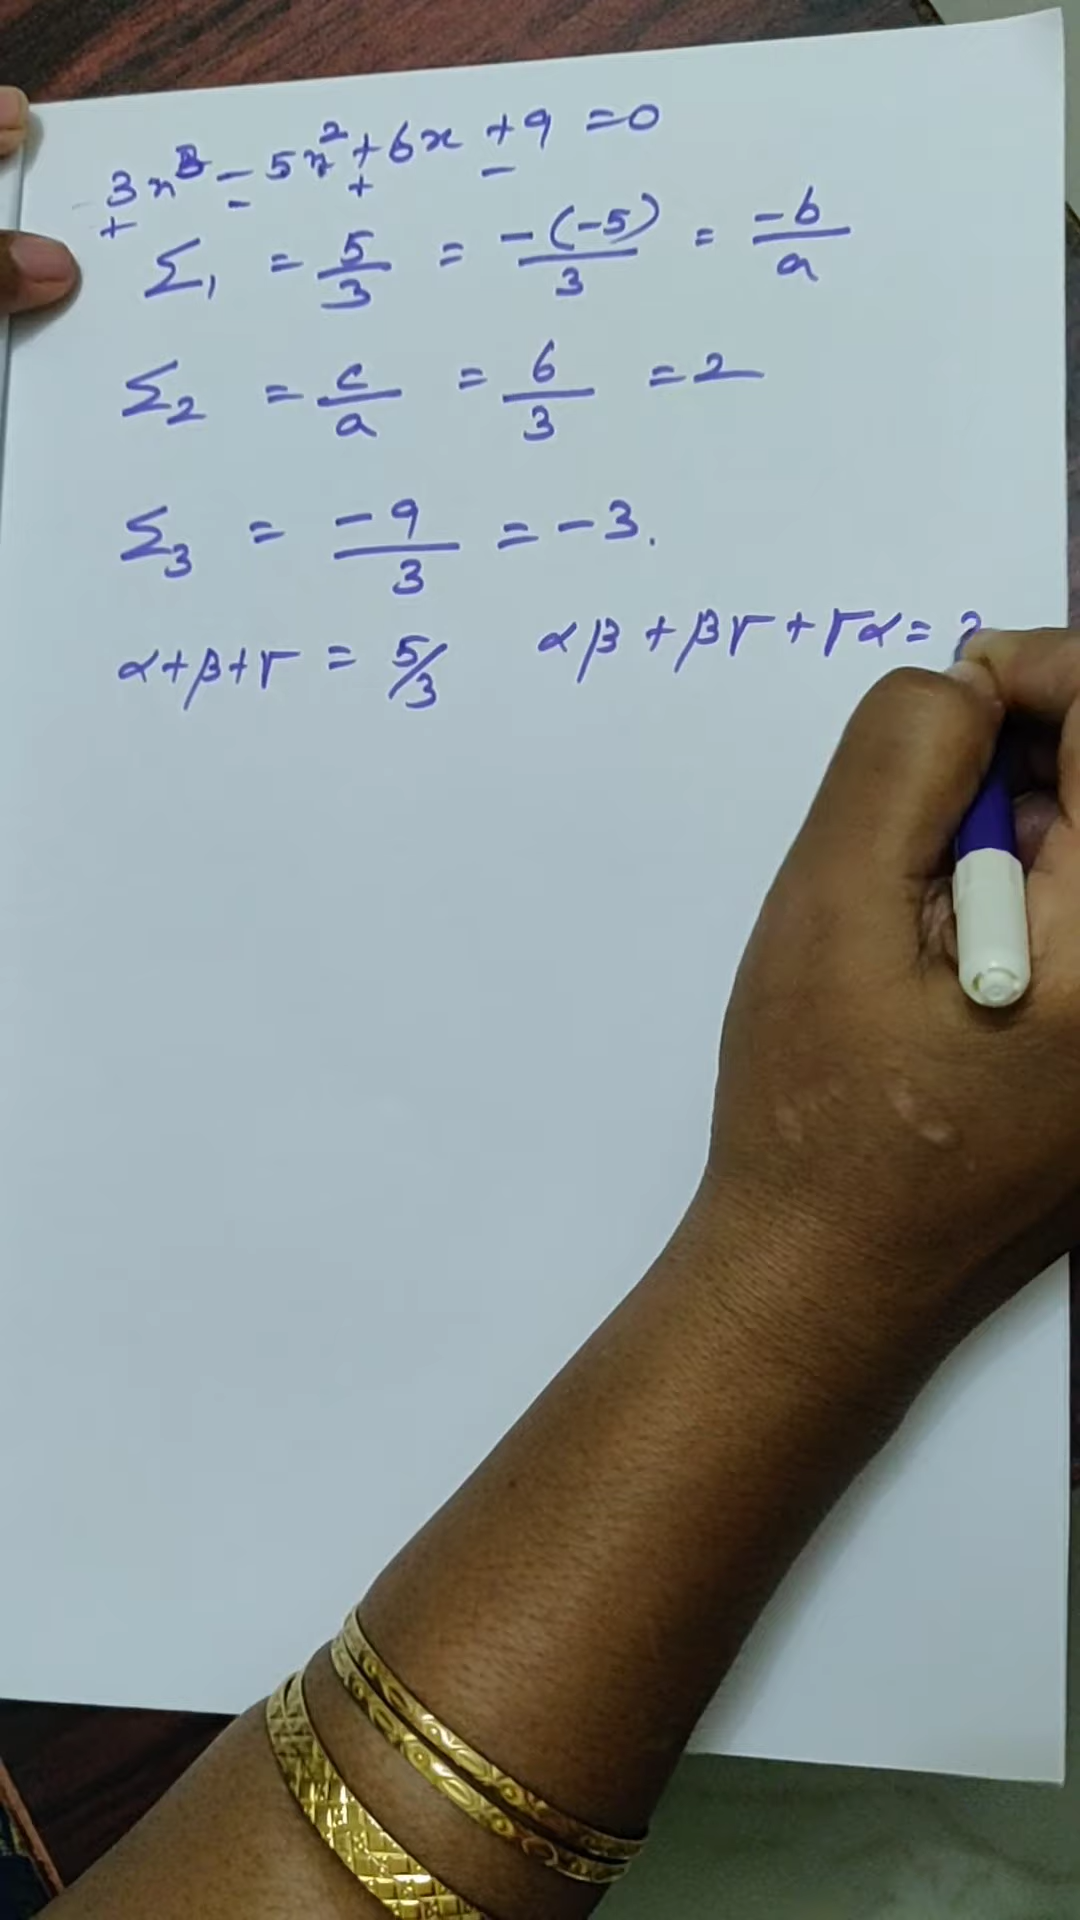 3x³ - 5x² + 6x + 9 = 0
+ - + -
Σ₁ = 5/3 = -(-5)/3 = -b/a
Σ₂ = c/a = 6/3 = 2
Σ₃ = -9/3 = -3.
α+β+γ = 5/3 αβ + βγ + γα =